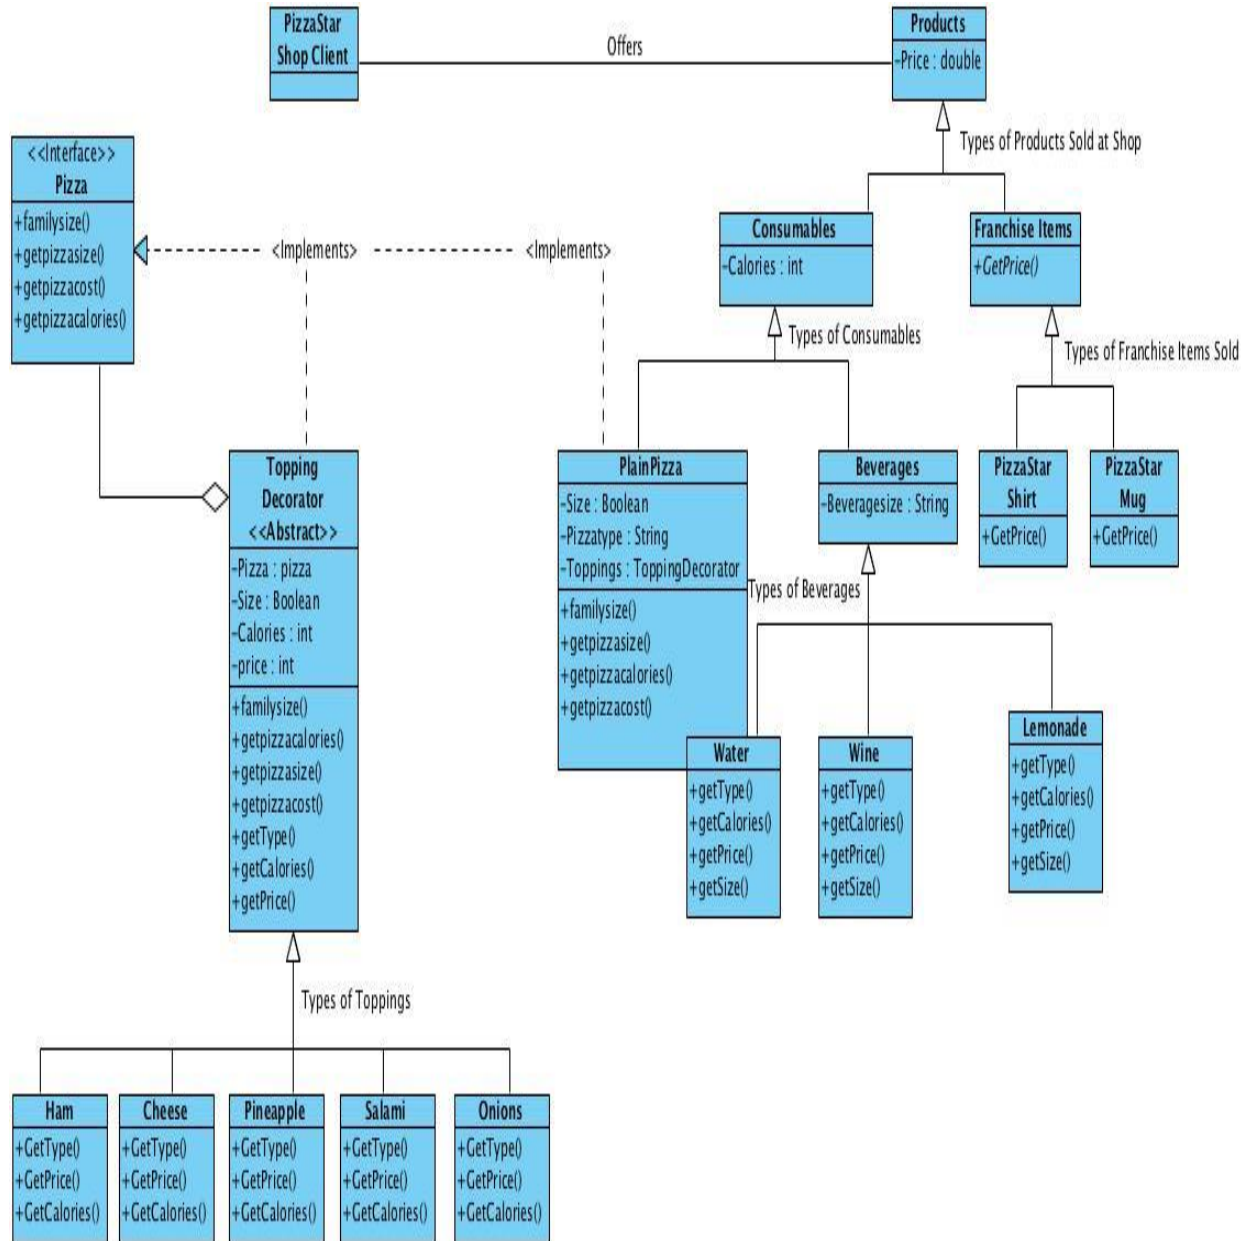 PizzaStar
Shop Client
Offers
Products
-Price : double
Types of Products Sold at Shop
<<Interface>>
Pizza
+familysize()
+getpizzasize()
+getpizzacost()
+getpizzacalories()
<Implements>
<Implements>
Consumables
-Calories : int
Franchise Items
+GetPrice()
Types of Consumables
Types of Franchise Items Sold
Topping
Decorator
<<Abstract>>
-Pizza : pizza
-Size : Boolean
-Calories : int
-price : int
+familysize()
+getpizzacalories()
+getpizzasize()
+getpizzacost()
+getType()
+getCalories()
+getPrice()
PlainPizza
-Size : Boolean
-Pizzatype : String
-Toppings : ToppingDecorator
+familysize()
+getpizzasize()
+getpizzacalories()
+getpizzacost()
Beverages
-Beveragesize : String
PizzaStar
Shirt
+GetPrice()
PizzaStar
Mug
+GetPrice()
Types of Beverages
Water
+getType()
+getCalories()
+getPrice()
+getSize()
Wine
+getType()
+getCalories()
+getPrice()
+getSize()
Lemonade
+getType()
+getCalories()
+getPrice()
+getSize()
Types of Toppings
Ham
+GetType()
+GetPrice()
+GetCalories()
Cheese
+GetType()
+GetPrice()
+GetCalories()
Pineapple
+GetType()
+GetPrice()
+GetCalories()
Salami
+GetType()
+GetPrice()
+GetCalories()
Onions
+GetType()
+GetPrice()
+GetCalories()